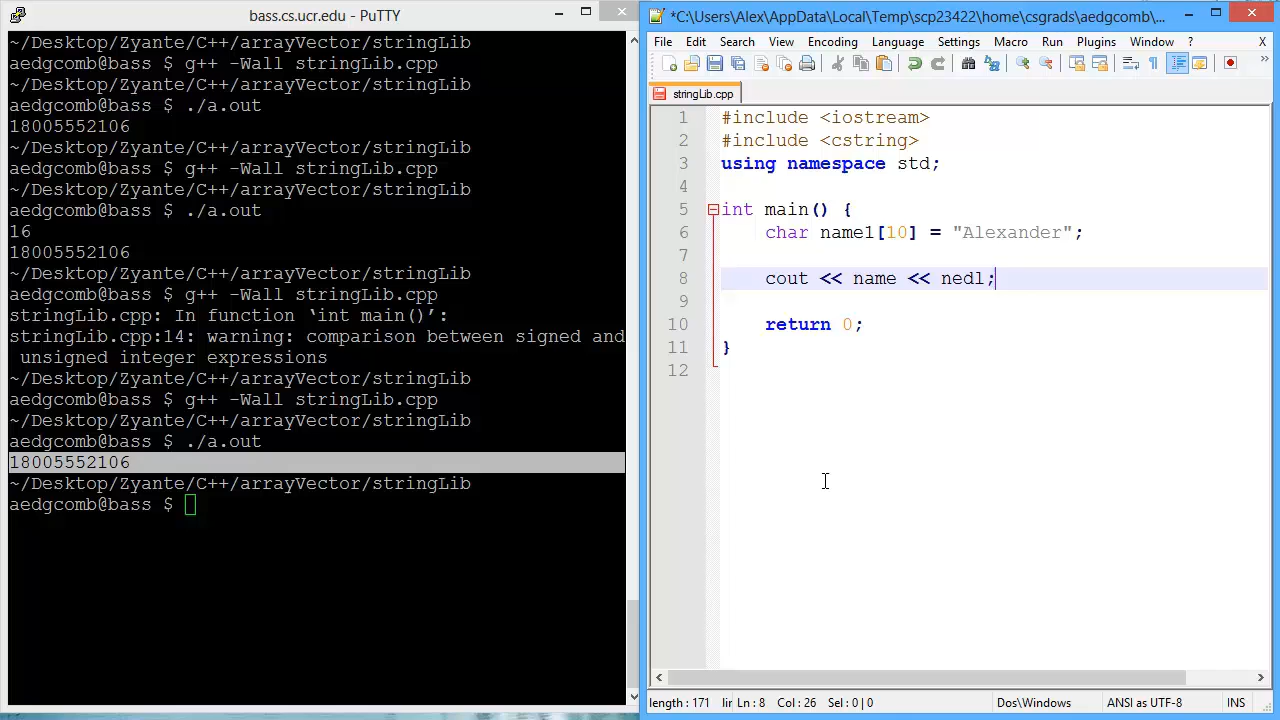 bass.cs.ucr.edu - PuTTY
~/Desktop/Zyante/C++/arrayVector/stringLib
aedgcomb@bass $ g++ -Wall stringLib.cpp
~/Desktop/Zyante/C++/arrayVector/stringLib
aedgcomb@bass $ ./a.out
18005552106
~/Desktop/Zyante/C++/arrayVector/stringLib
aedgcomb@bass $ g++ -Wall stringLib.cpp
~/Desktop/Zyante/C++/arrayVector/stringLib
aedgcomb@bass $ ./a.out
16
18005552106
~/Desktop/Zyante/C++/arrayVector/stringLib
aedgcomb@bass $ g++ -Wall stringLib.cpp
stringLib.cpp: In function ‘int main()’:
stringLib.cpp:14: warning: comparison between signed and
unsigned integer expressions
~/Desktop/Zyante/C++/arrayVector/stringLib
aedgcomb@bass $ g++ -Wall stringLib.cpp
~/Desktop/Zyante/C++/arrayVector/stringLib
aedgcomb@bass $ ./a.out
18005552106
~/Desktop/Zyante/C++/arrayVector/stringLib
aedgcomb@bass $
*C:\Users\Alex\AppData\Local\Temp\scp23422\home\csgrads\aedgcomb\...
File Edit Search View Encoding Language Settings Macro Run Plugins Window ? X
stringLib.cpp
1 #include <iostream>
2 #include <cstring>
3 using namespace std;
4
5 int main() {
6 char name1[10] = "Alexander";
7
8 cout << name << nedl;
9
10 return 0;
11 }
12
length : 171 lir Ln : 8 Col : 26 Sel : 0 | 0 Dos\Windows ANSI as UTF-8 INS